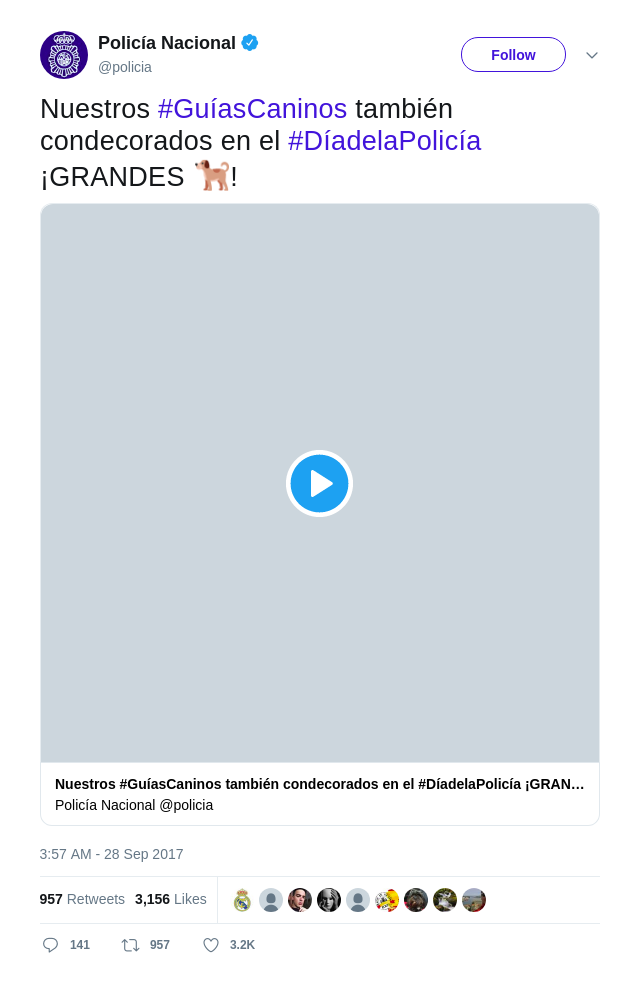 Policía Nacional
@policia
Follow
Nuestros #GuíasCaninos también
condecorados en el #DíadelaPolicía
¡GRANDES 🐕!
Nuestros #GuíasCaninos también condecorados en el #DíadelaPolicía ¡GRAN…
Policía Nacional @policia
3:57 AM - 28 Sep 2017
957 Retweets 3,156 Likes
141 957 3.2K